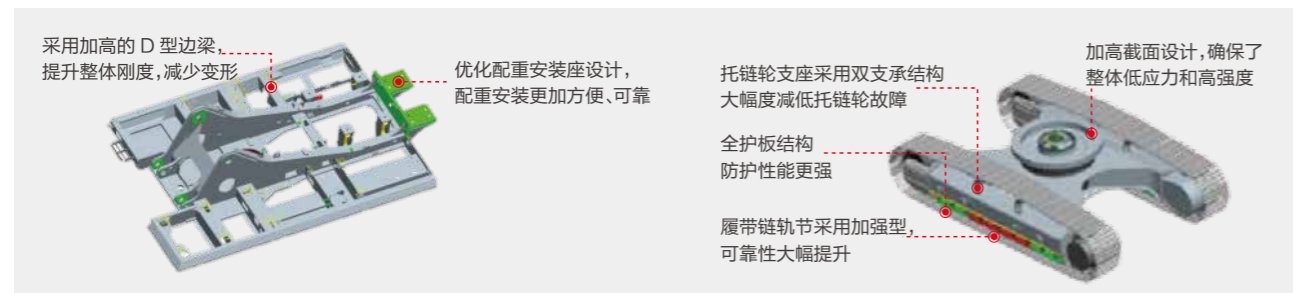 采用加高的 D 型边梁，
提升整体刚度，减少变形
优化配重安装座设计，
配重安装更加方便、可靠
托链轮支座采用双支承结构
大幅度减低托链轮故障
全护板结构
防护性能更强
履带链轨节采用加强型，
可靠性大幅提升
加高截面设计，确保了
整体低应力和高强度